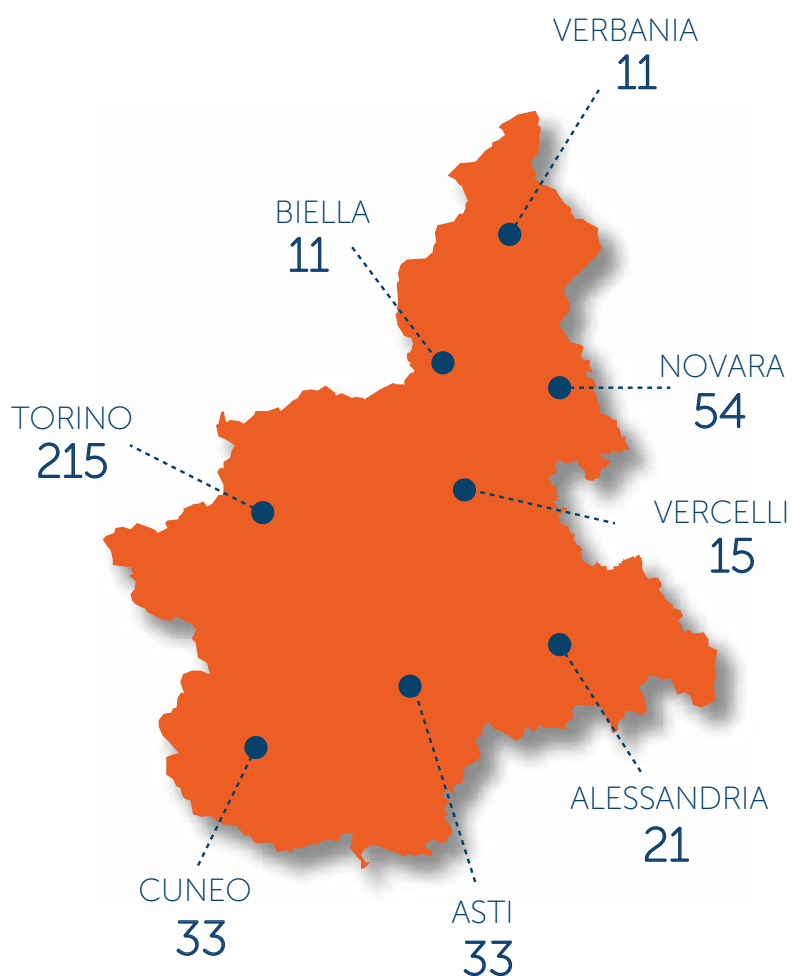 VERBANIA
11
BIELLA
11
NOVARA
54
TORINO
215
VERCELLI
15
ALESSANDRIA
21
CUNEO
33
ASTI
33